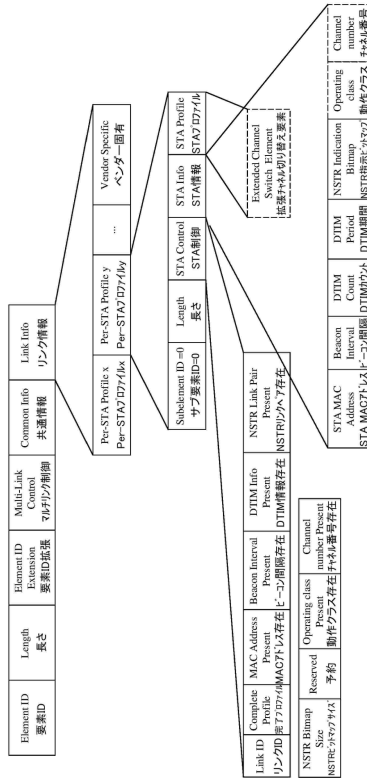 Element ID
要素ID
Length
長さ
Element ID
Extension
要素ID拡張
Multi-Link
Control
マルチリンク制御
Common Info
共通情報
Link Info
リンク情報
Per-STA Profile x
Per-STAプロファイルx
Per-STA Profile y
Per-STAプロファイルy
...
Vendor Specific
ベンダー固有
Subelement ID =0
サブ要素ID=0
Length
長さ
STA Control
STA制御
STA Info
STA情報
STA Profile
STAプロファイル
Extended Channel
Switch Element
拡張チャネル切り替え要素
Link ID
リンクID
Complete
Profile
完了プロファイル
MAC Address
Present
MACアドレス存在
Beacon Interval
Present
ビーコン間隔存在
DTIM Info
Present
DTIM情報存在
NSTR Link Pair
Present
NSTRリンクペア存在
NSTR Bitmap
Size
NSTRビットマップサイズ
Reserved
予約
Operating class
Present
動作クラス存在
Channel
number Present
チャネル番号存在
STA MAC
Address
STA MACアドレス
Beacon
Interval
ビーコン間隔
DTIM
Count
DTIMカウント
DTIM
Period
DTIM期間
NSTR Indication
Bitmap
NSTR指示ビットマップ
Operating
class
動作クラス
Channel
number
チャネル番号